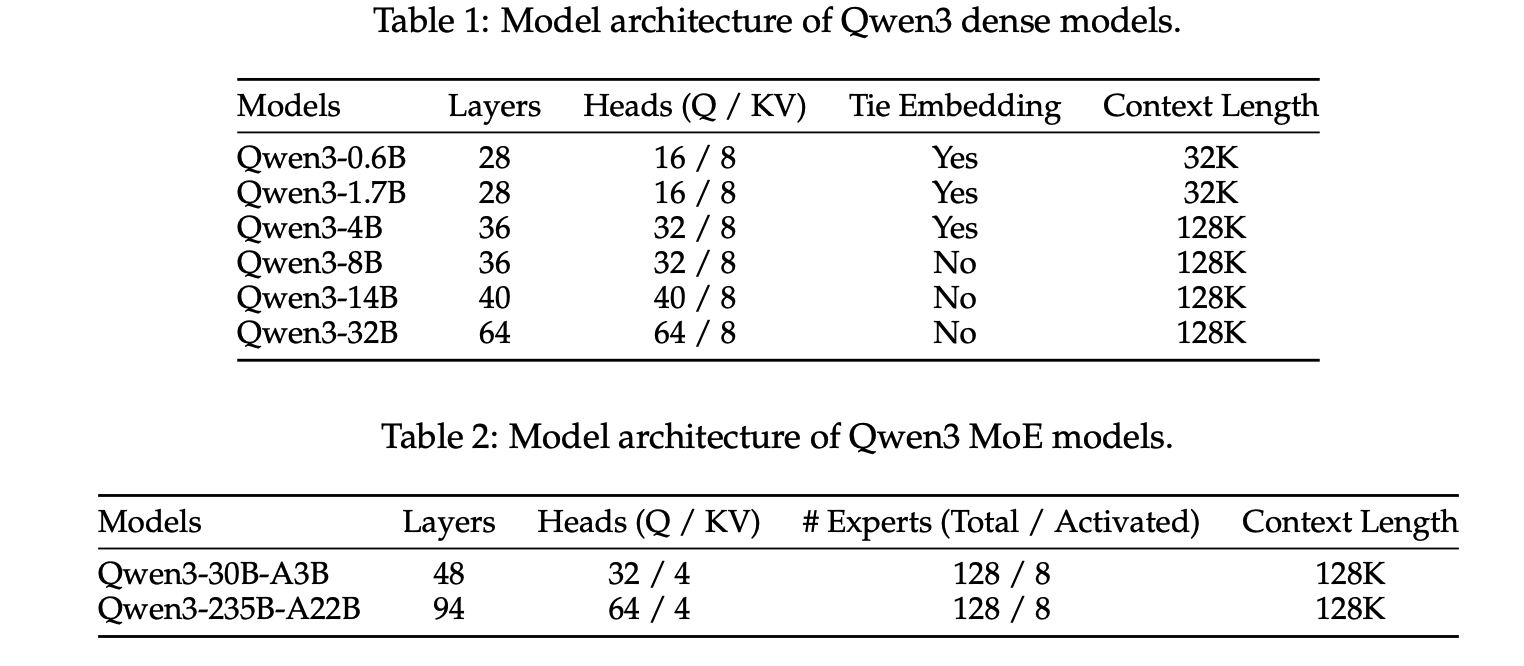 Table 1: Model architecture of Qwen3 dense models.
Models Layers Heads (Q / KV) Tie Embedding Context Length
Qwen3-0.6B 28 16 / 8 Yes 32K
Qwen3-1.7B 28 16 / 8 Yes 32K
Qwen3-4B 36 32 / 8 Yes 128K
Qwen3-8B 36 32 / 8 No 128K
Qwen3-14B 40 40 / 8 No 128K
Qwen3-32B 64 64 / 8 No 128K
Table 2: Model architecture of Qwen3 MoE models.
Models Layers Heads (Q / KV) # Experts (Total / Activated) Context Length
Qwen3-30B-A3B 48 32 / 4 128 / 8 128K
Qwen3-235B-A22B 94 64 / 4 128 / 8 128K